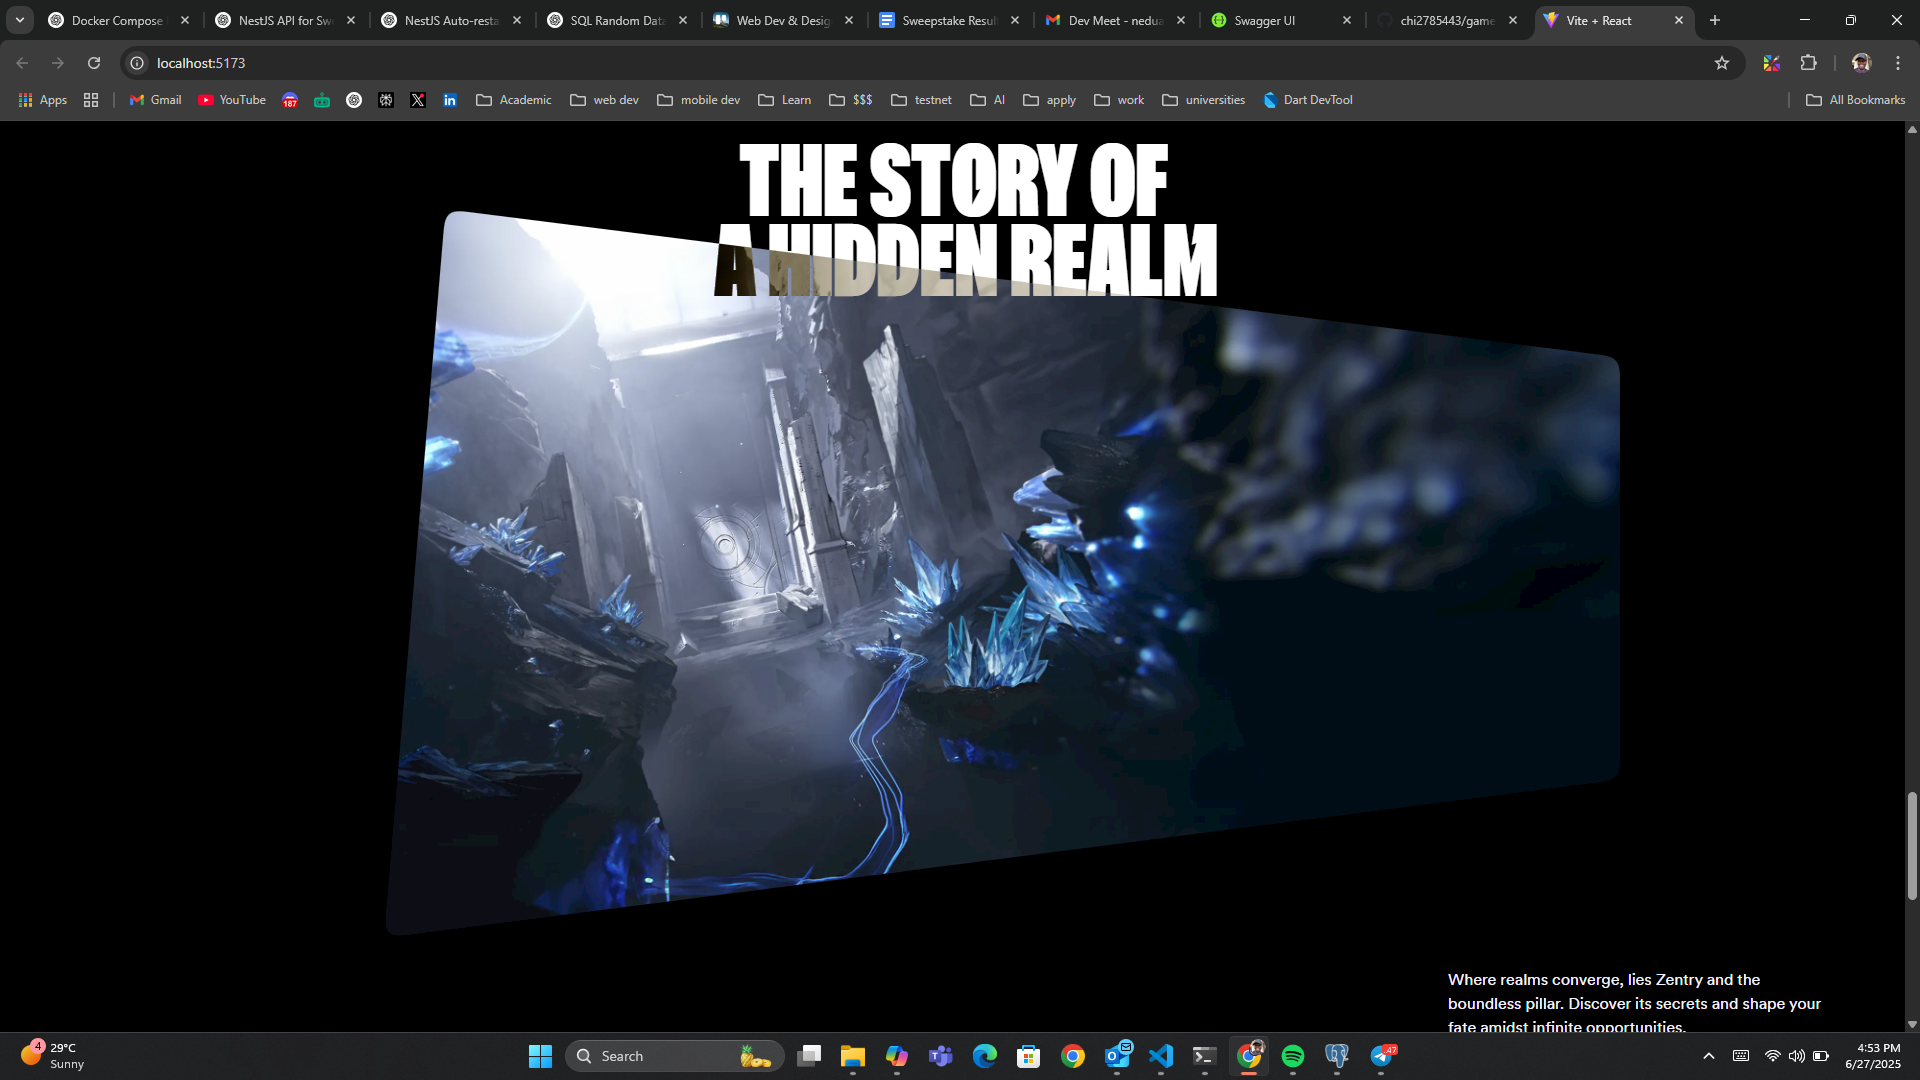 Docker Compose
NestJS API for Sw
NestJS Auto-resta
SQL Random Data
Web Dev & Desig
Sweepstake Resul
Dev Meet - nedua
Swagger UI
chi2785443/game
Vite + React
localhost:5173
Apps
Gmail
YouTube
187
Academic
web dev
mobile dev
Learn
$$$
testnet
AI
apply
work
universities
Dart DevTool
All Bookmarks
THE STORY OF
A HIDDEN REALM
Where realms converge, lies Zentry and the
boundless pillar. Discover its secrets and shape your
fate amidst infinite opportunities.
4
29°C
Sunny
Search
47
4:53 PM
6/27/2025